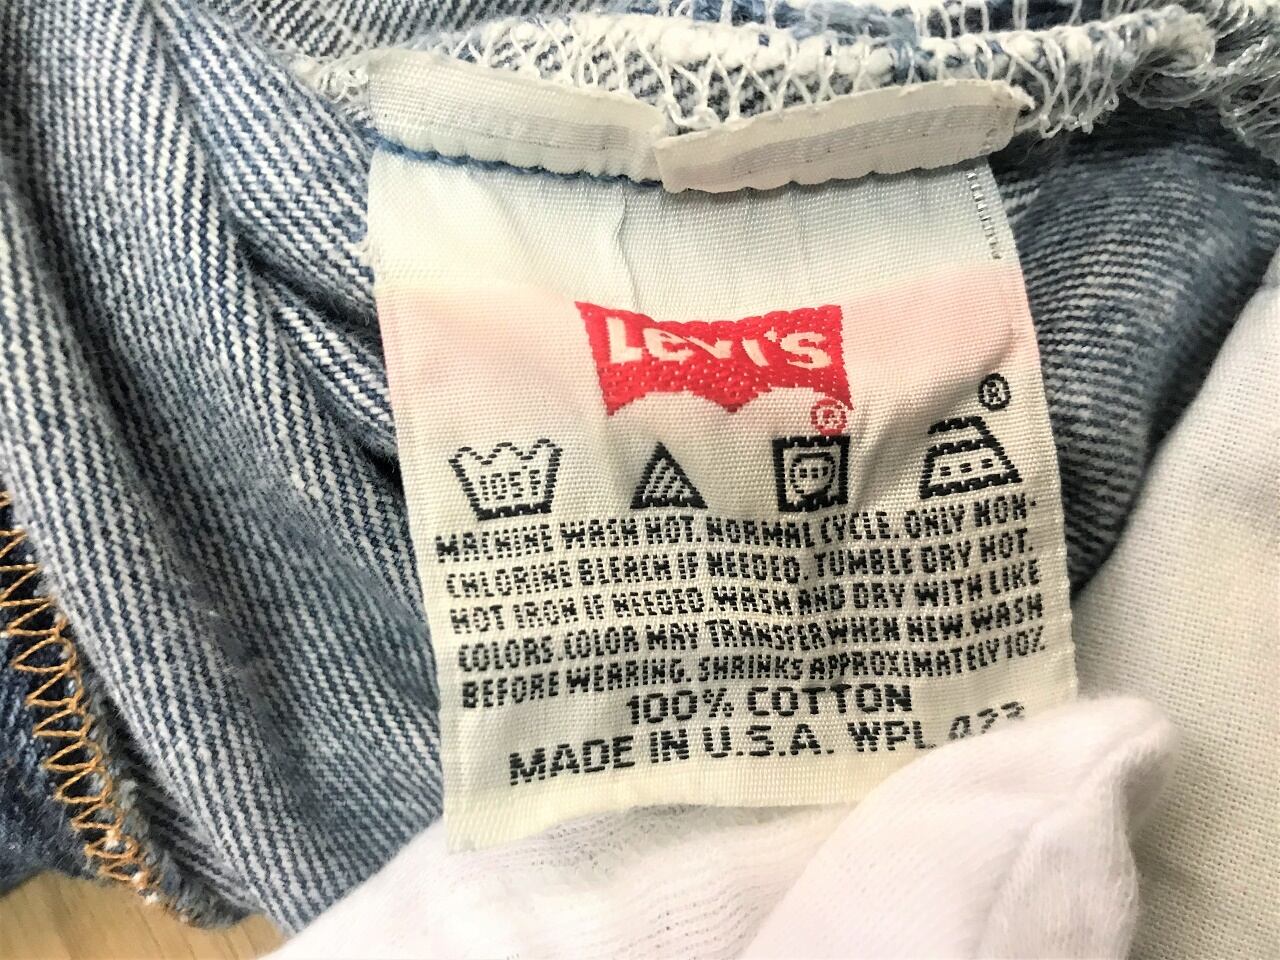 Levi's
®
®
105°F
MACHINE WASH HOT. NORMAL CYCLE. ONLY NON-
CHLORINE BLEACH IF NEEDED. TUMBLE DRY HOT.
HOT IRON IF NEEDED. WASH AND DRY WITH LIKE
COLORS. COLOR MAY TRANSFER WHEN NEW. WASH
BEFORE WEARING. SHRINKS APPROXIMATELY 10%
100% COTTON
MADE IN U.S.A. WPL 423